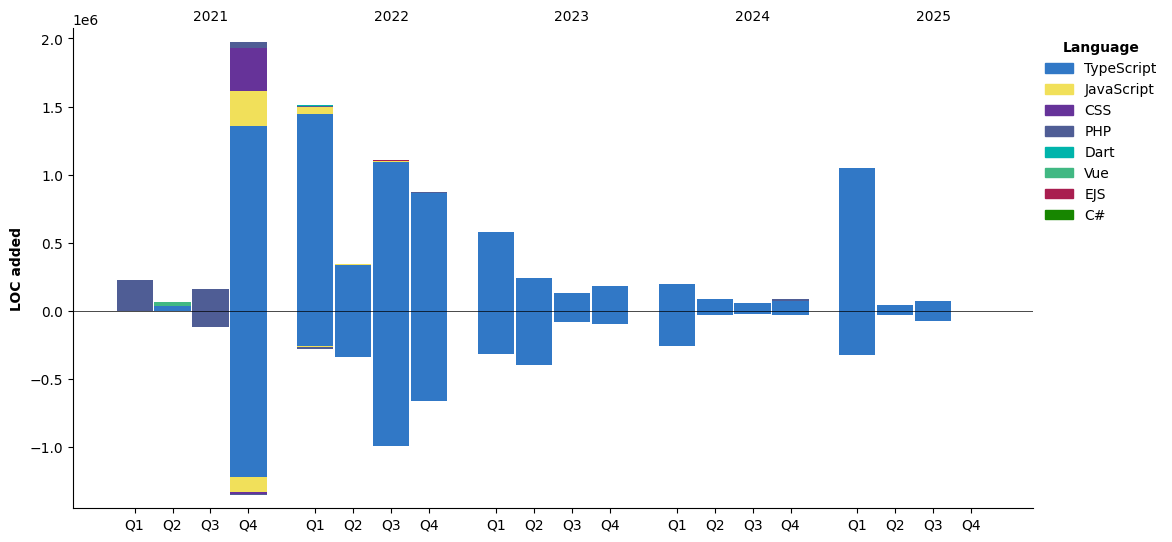 2021 2022 2023 2024 2025
1e6
2.0
1.5
1.0
0.5
0.0
−0.5
−1.0
LOC added
Q1 Q2 Q3 Q4 Q1 Q2 Q3 Q4 Q1 Q2 Q3 Q4 Q1 Q2 Q3 Q4 Q1 Q2 Q3 Q4
Language
TypeScript
JavaScript
CSS
PHP
Dart
Vue
EJS
C#